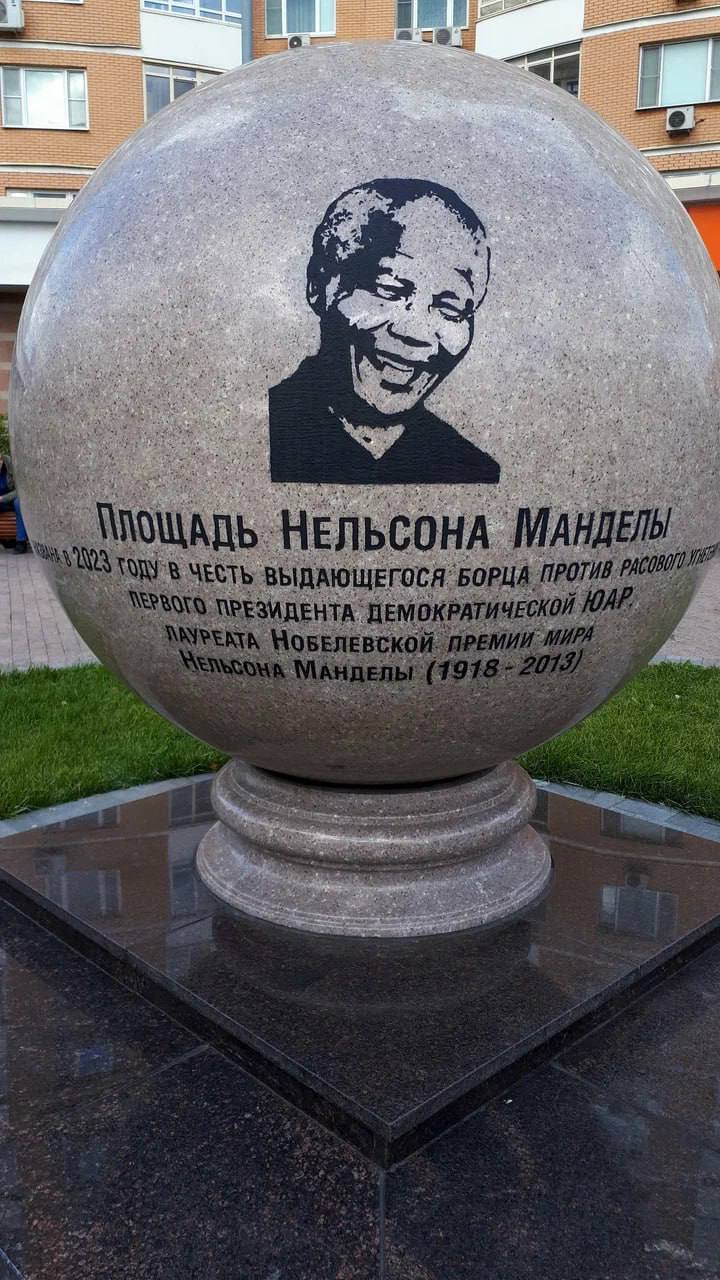 Площадь Нельсона Манделы
в 2023 году в честь выдающегося борца против расового
первого президента демократической ЮАР,
лауреата Нобелевской премии мира
Нельсона Манделы (1918 - 2013)